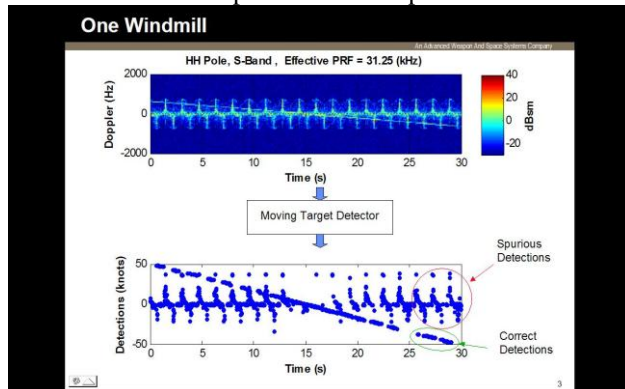 One Windmill
An Advanced Weapon And Space Systems Company
HH Pole, S-Band , Effective PRF = 31.25 (kHz)
2000
0
-2000
Doppler (Hz)
0 5 10 15 20 25 30
Time (s)
40
20
0
-20
dBsm
Moving Target Detector
50
0
-50
Detections (knots)
0 5 10 15 20 25 30
Time (s)
Spurious
Detections
Correct
Detections
3